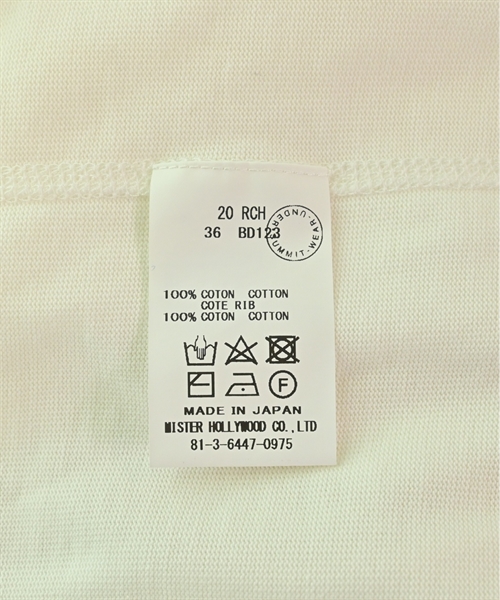 20 RCH
36 BD123
UNDER-SUMMIT-WEAR-
100% COTON COTTON
COTE RIB
100% COTON COTTON
F
MADE IN JAPAN
MISTER HOLLYWOOD CO., LTD
81-3-6447-0975